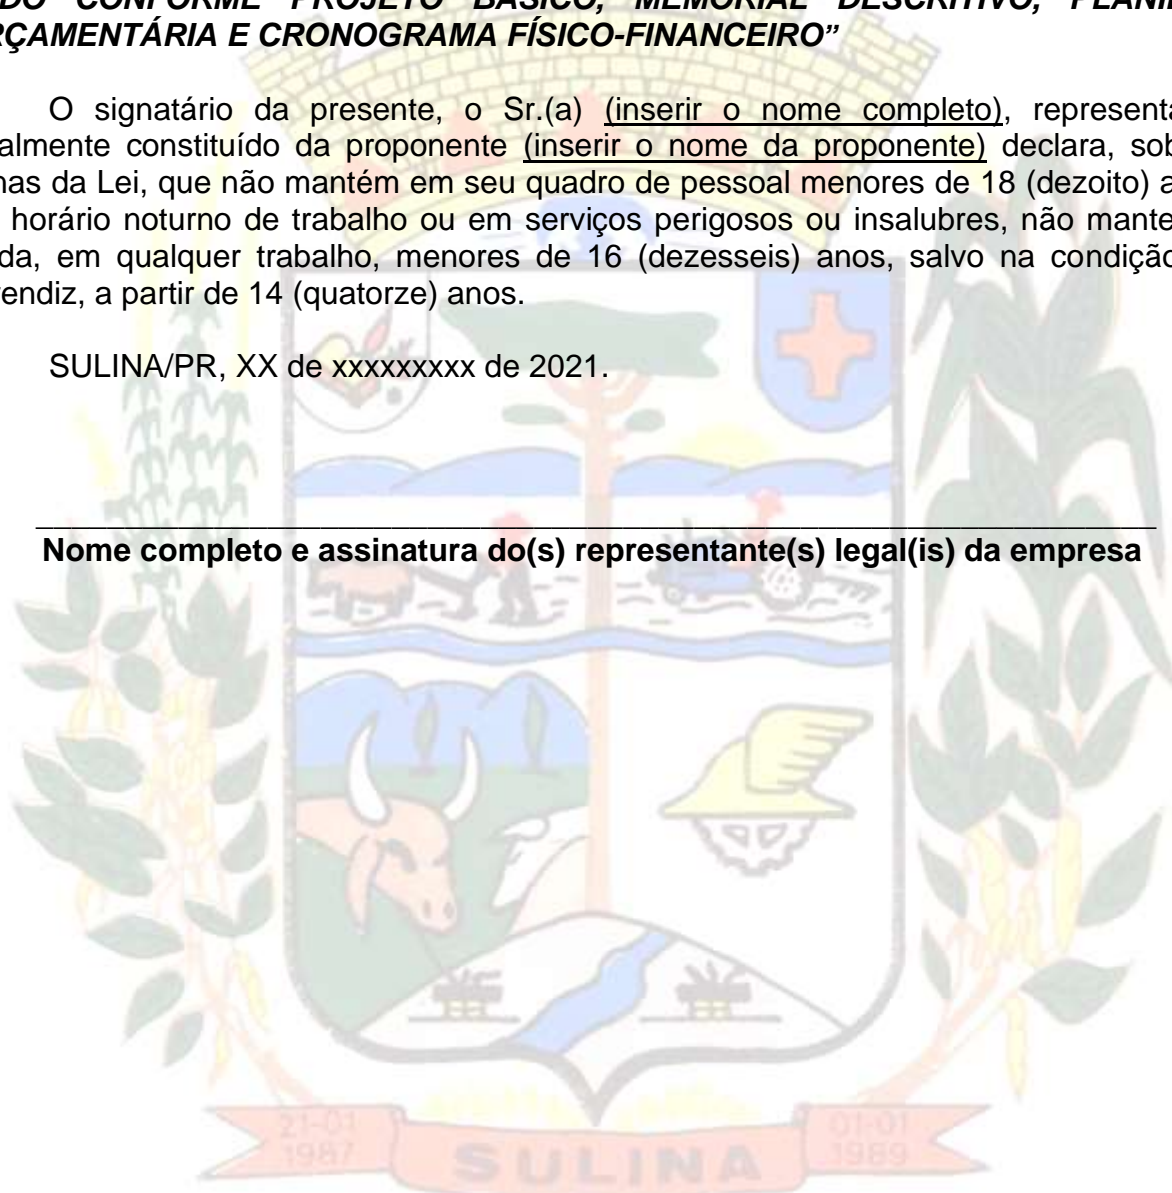 DO CONFORME PROJETO BÁSICO, MEMORIAL DESCRITIVO, PLANI
RÇAMENTÁRIA E CRONOGRAMA FÍSICO-FINANCEIRO”
O signatário da presente, o Sr.(a) (inserir o nome completo), representa
almente constituído da proponente (inserir o nome da proponente) declara, sob
nas da Lei, que não mantém em seu quadro de pessoal menores de 18 (dezoito) a
horário noturno de trabalho ou em serviços perigosos ou insalubres, não mante
da, em qualquer trabalho, menores de 16 (dezesseis) anos, salvo na condição
endiz, a partir de 14 (quatorze) anos.
SULINA/PR, XX de xxxxxxxxx de 2021.
Nome completo e assinatura do(s) representante(s) legal(is) da empresa
21-01 01-01
1987 1989
SULINA